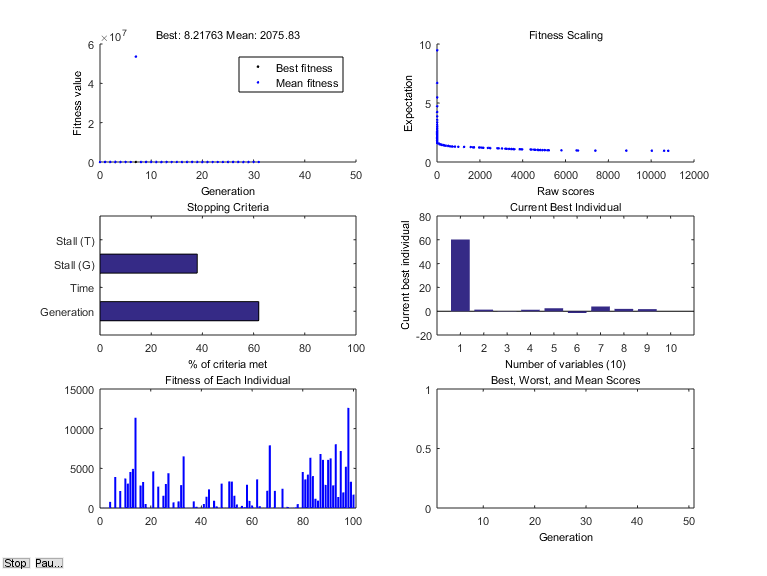 Best: 8.21763 Mean: 2075.83
×10^7
6
4
2
0
Fitness value
Best fitness
Mean fitness
0 10 20 30 40 50
Generation
Fitness Scaling
10
5
0
Expectation
0 2000 4000 6000 8000 10000 12000
Raw scores
Stopping Criteria
Stall (T)
Stall (G)
Time
Generation
0 20 40 60 80 100
% of criteria met
Current Best Individual
80
60
40
20
0
-20
Current best individual
1 2 3 4 5 6 7 8 9 10
Number of variables (10)
Fitness of Each Individual
15000
10000
5000
0
0 20 40 60 80 100
Best, Worst, and Mean Scores
1
0.5
0
10 20 30 40 50
Generation
Stop Pau...